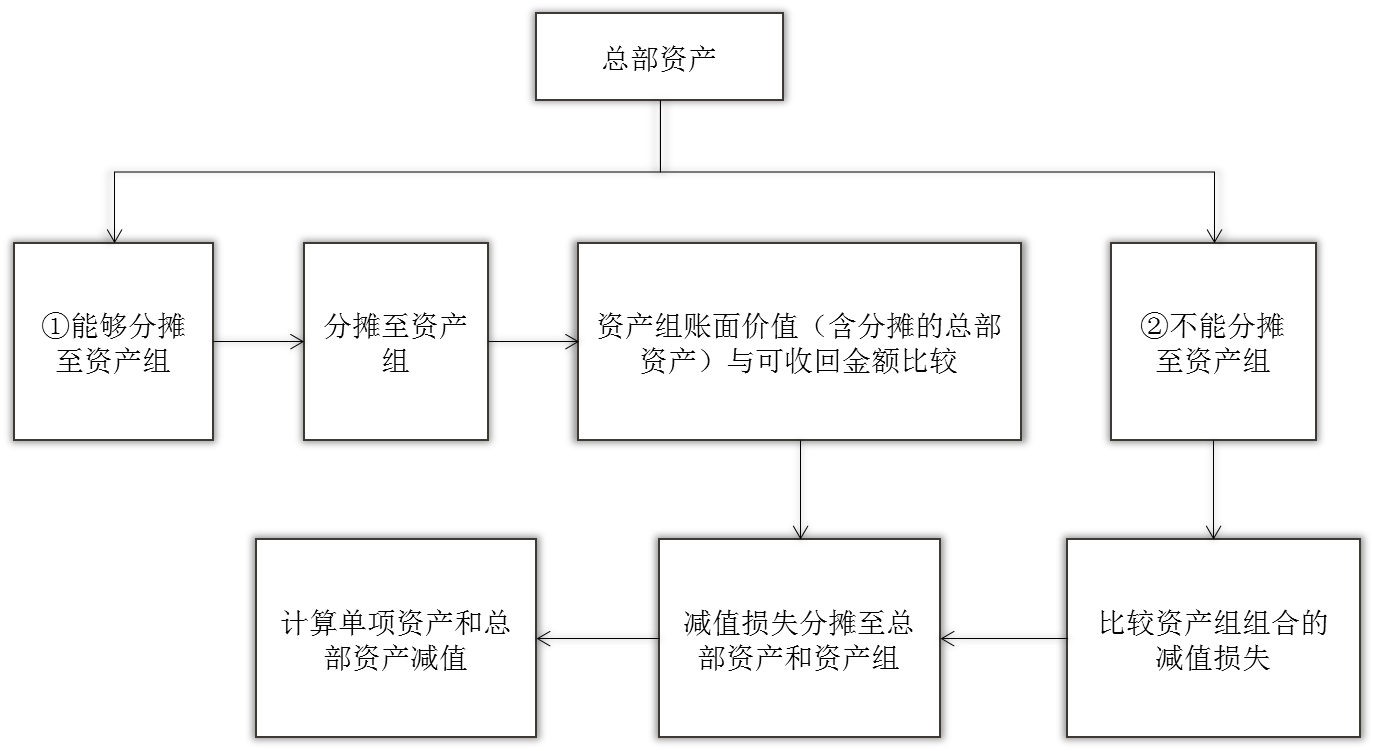 总部资产
①能够分摊
至资产组
分摊至资产
组
资产组账面价值（含分摊的总部
资产）与可收回金额比较
②不能分摊
至资产组
计算单项资产和总
部资产减值
减值损失分摊至总
部资产和资产组
比较资产组组合的
减值损失